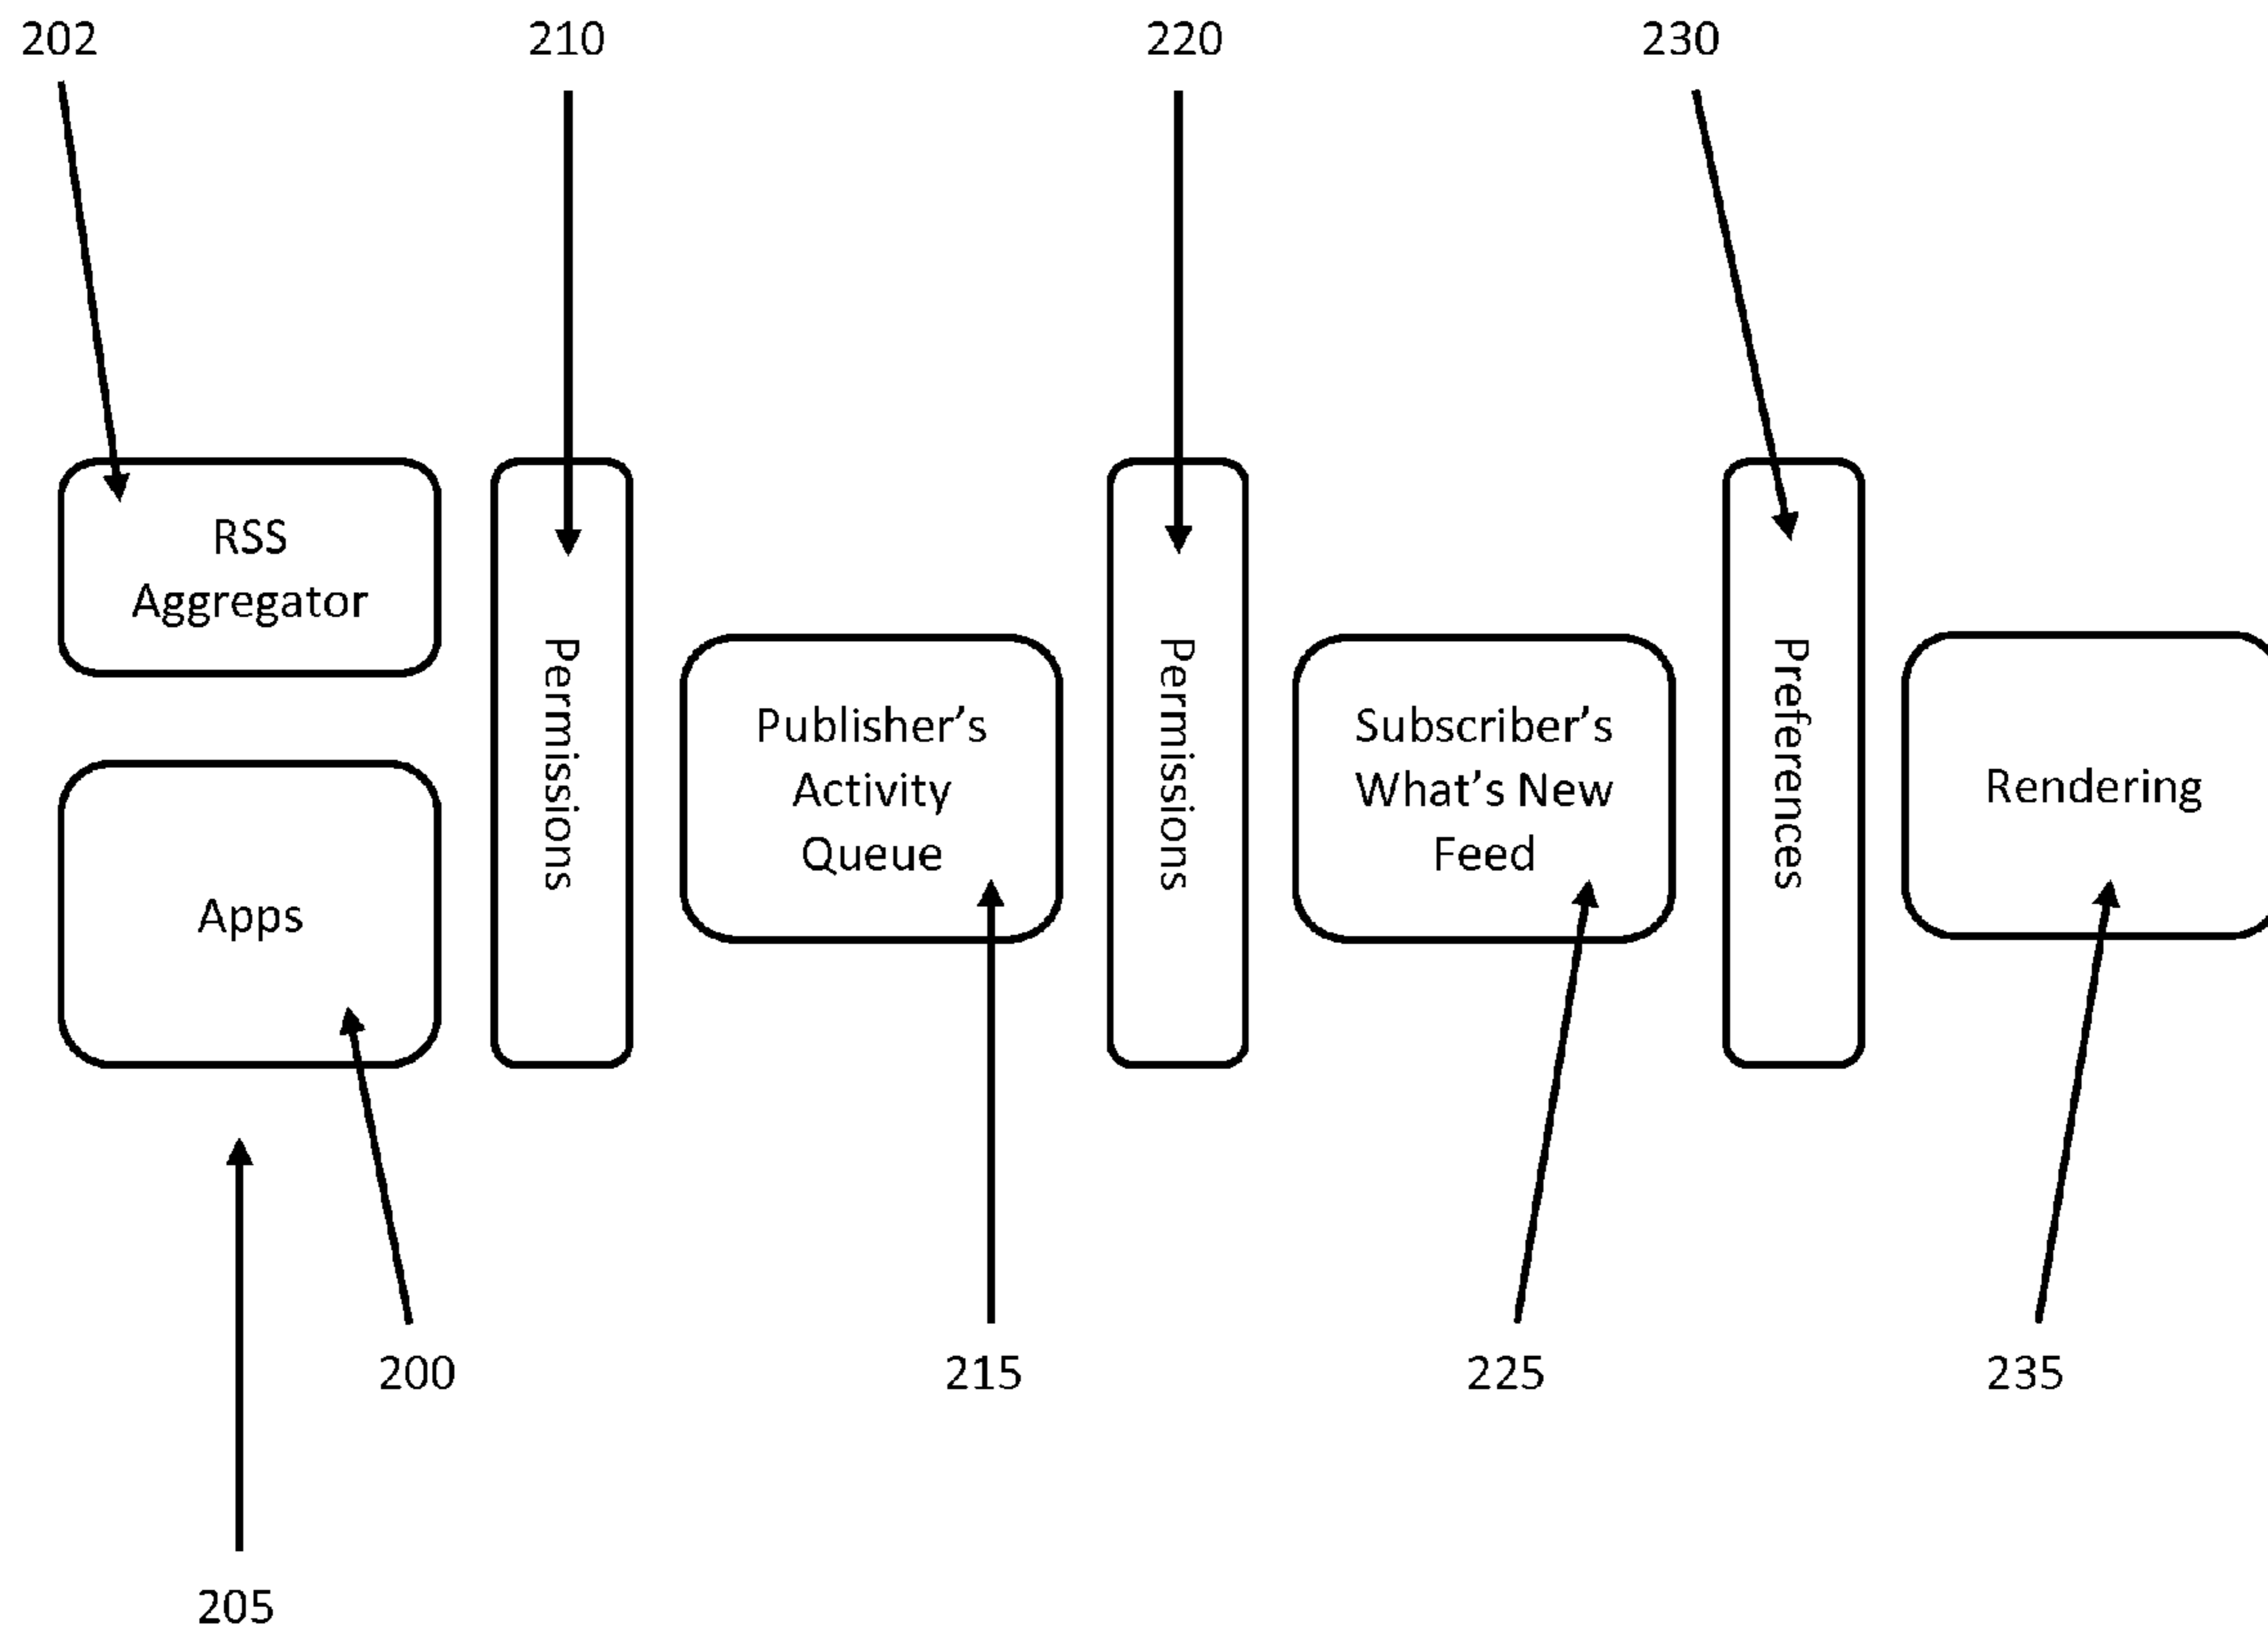 202
210
220
230
RSS
Aggregator
Apps
Permissions
Publisher's
Activity
Queue
Permissions
Subscriber's
What's New
Feed
Preferences
Rendering
200
215
225
235
205